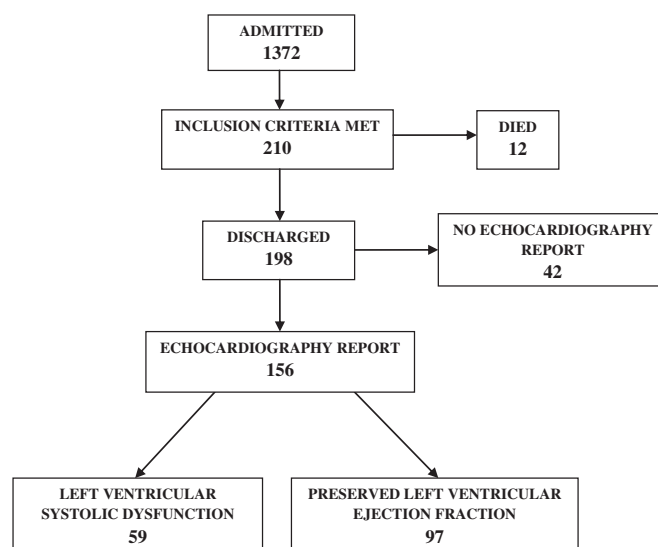 ADMITTED
1372
INCLUSION CRITERIA MET
210
DIED
12
DISCHARGED
198
NO ECHOCARDIOGRAPHY
REPORT
42
ECHOCARDIOGRAPHY REPORT
156
LEFT VENTRICULAR
SYSTOLIC DYSFUNCTION
59
PRESERVED LEFT VENTRICULAR
EJECTION FRACTION
97